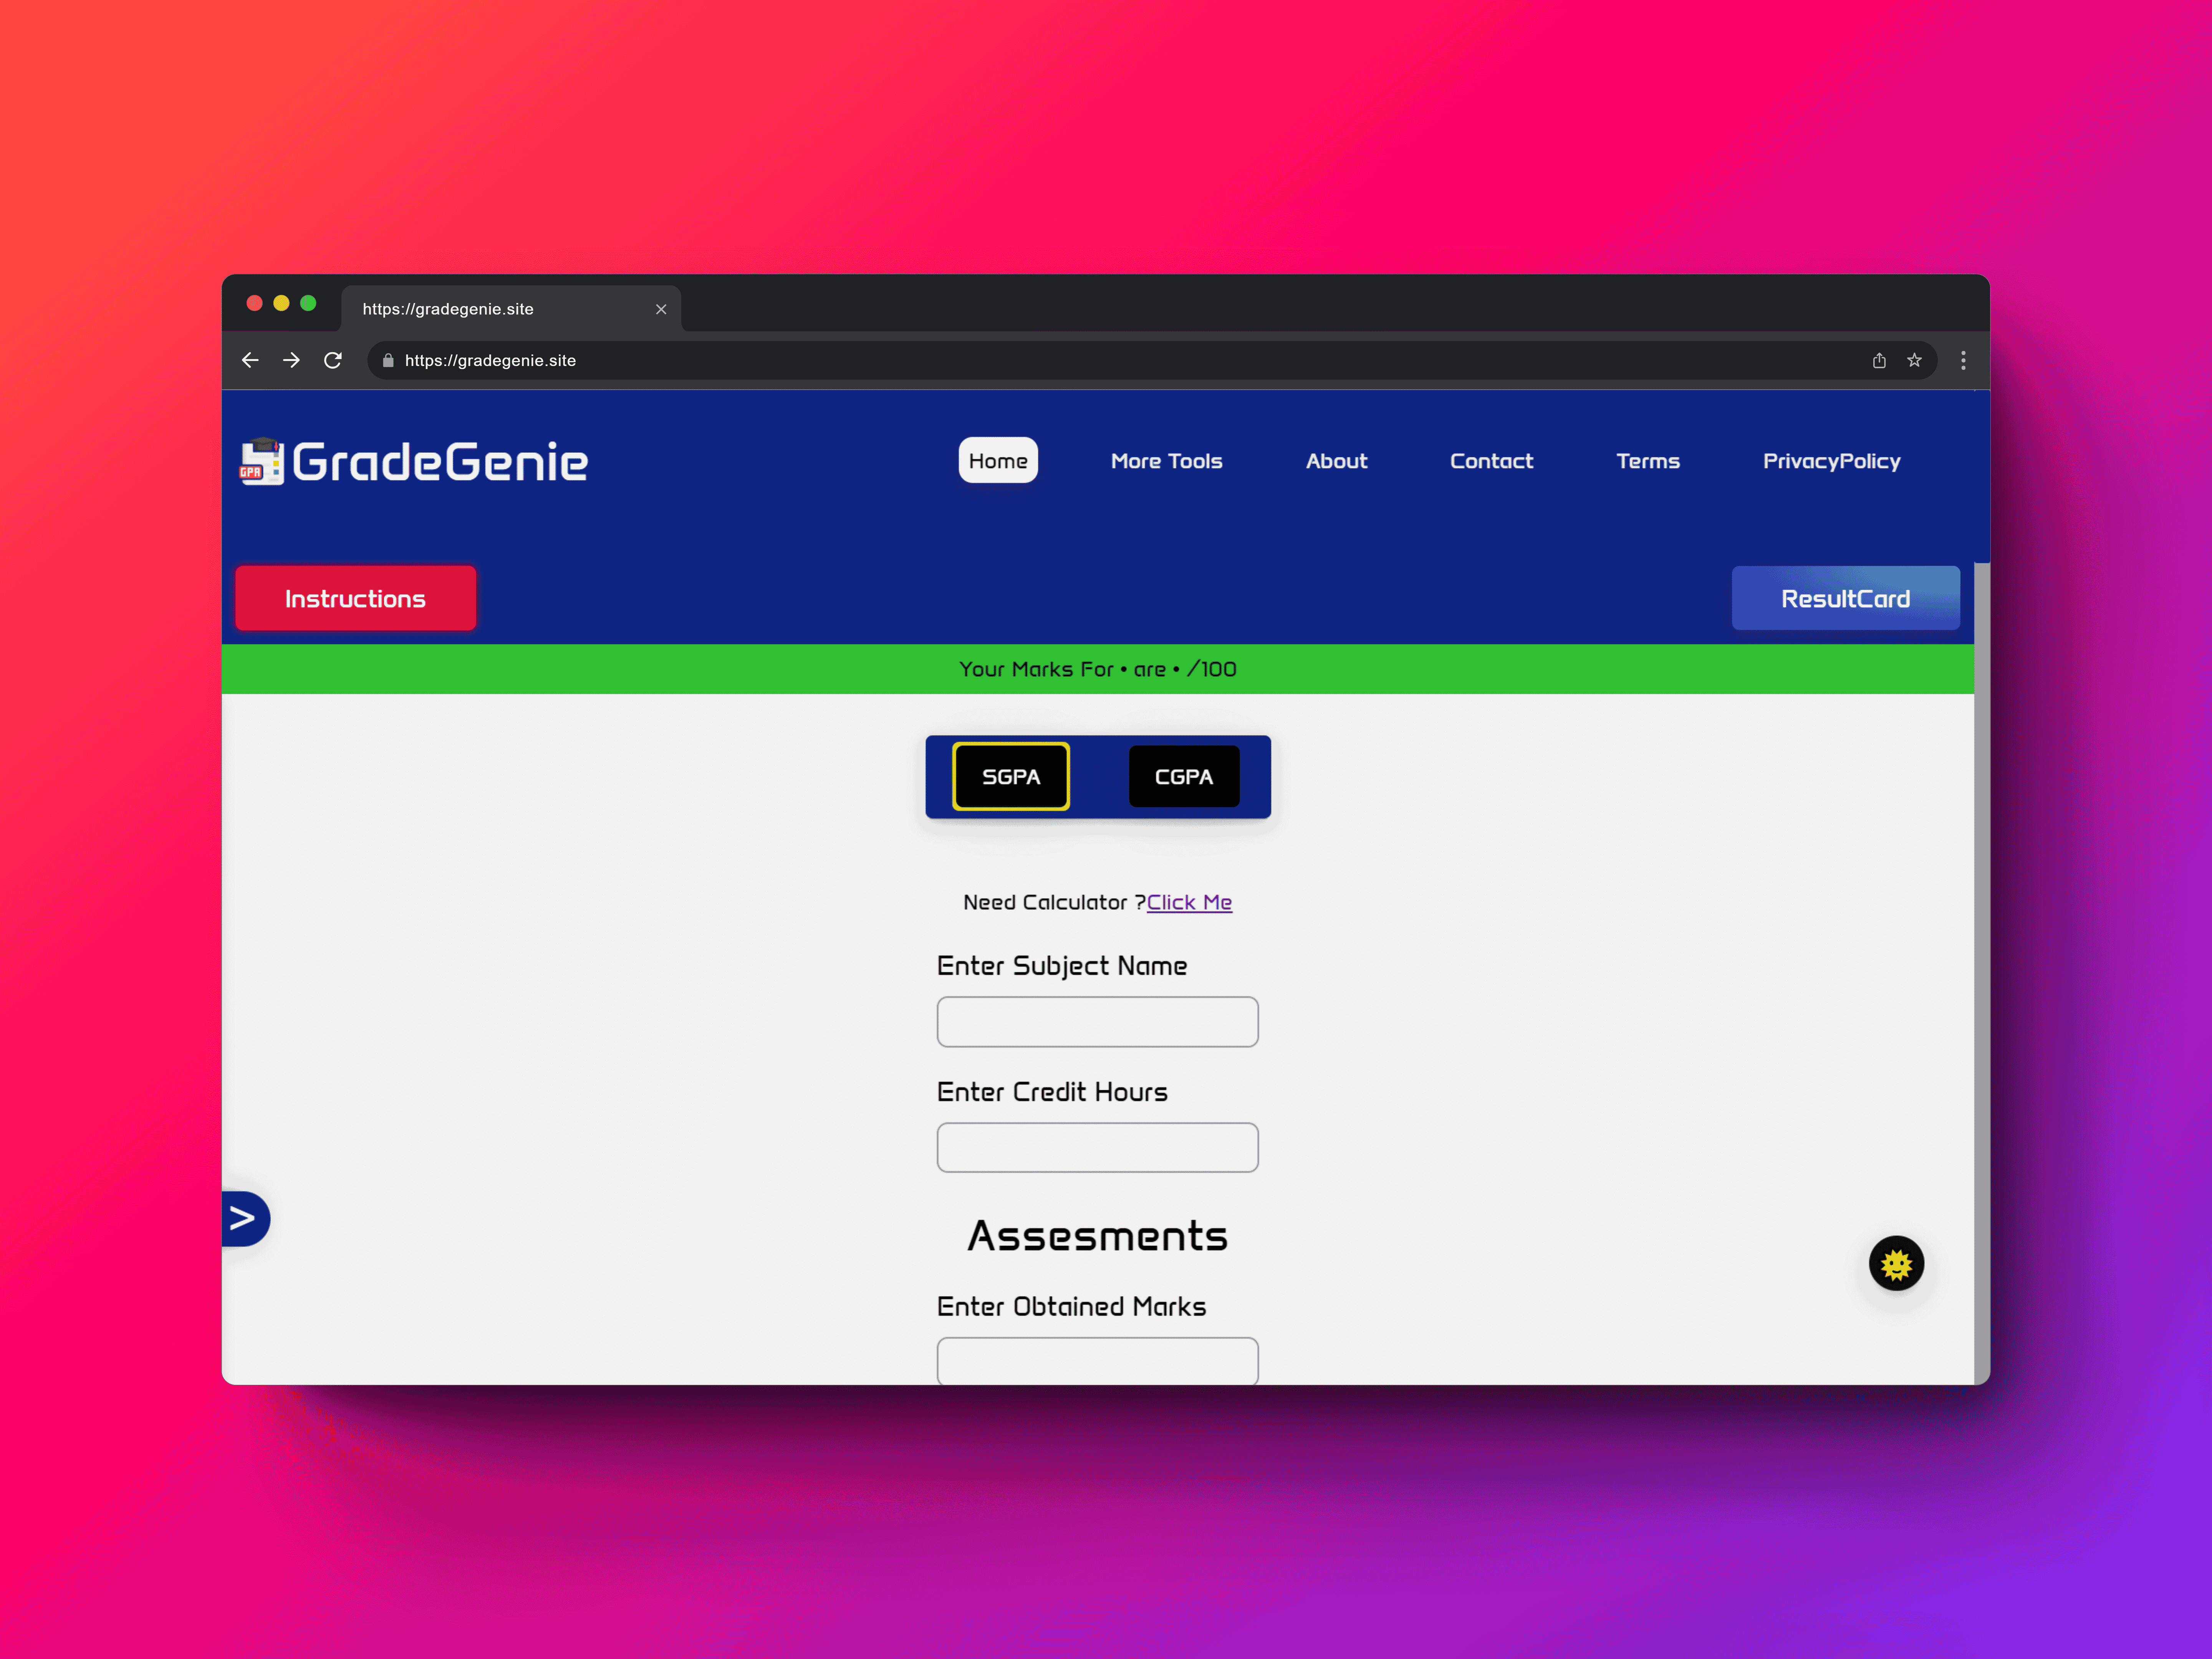 https://gradegenie.site
https://gradegenie.site
GPA
GradeGenie
Home More Tools About Contact Terms PrivacyPolicy
Instructions ResultCard
Your Marks For • are • /100
SGPA CGPA
Need Calculator ?Click Me
Enter Subject Name
Enter Credit Hours
>
Assesments
Enter Obtained Marks